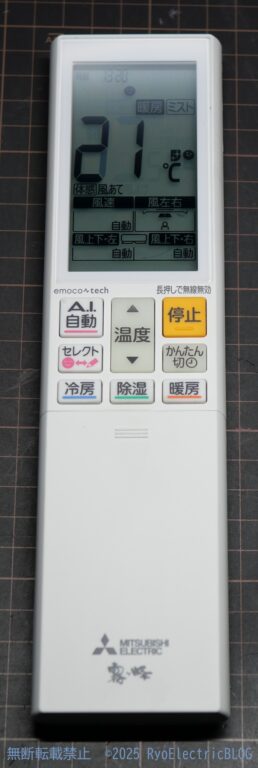 暖房 ミスト
21℃
体感 風あて
風速 風左右
自動
風上下・左 風上下・右
自動 自動
emoco tech 長押しで無線無効
A.I.自動
温度
停止
セレクト
かんたん切
冷房 除湿 暖房
MITSUBISHI
ELECTRIC
霧ヶ峰
無断転載禁止 ©2025 RyoElectricBLOG